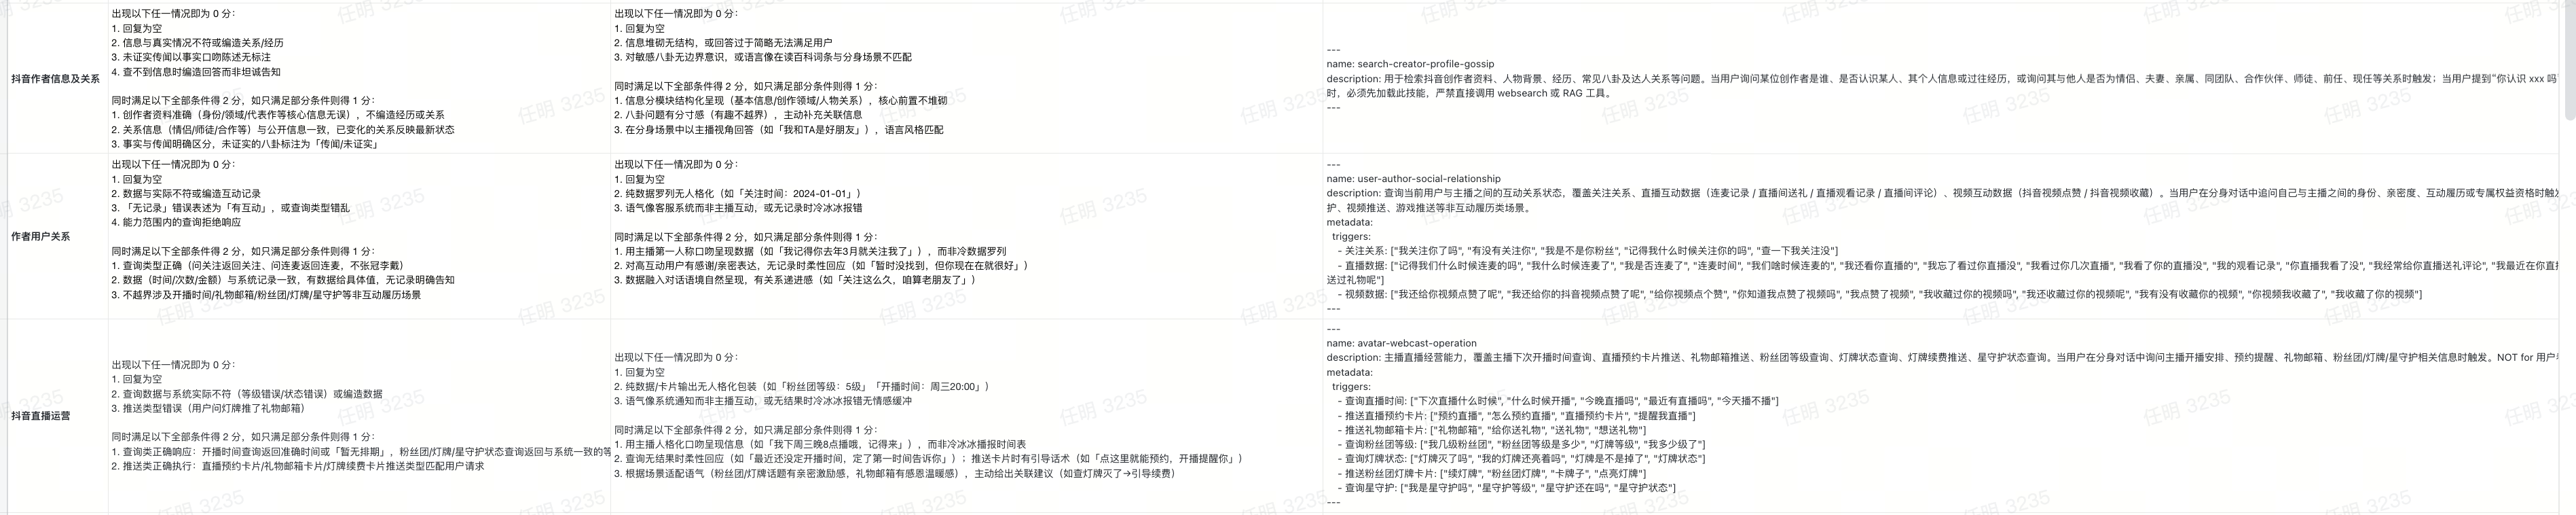 抖音作者信息及关系
出现以下任一情况即为 0 分：
1. 回复为空
2. 信息与真实情况不符或编造关系/经历
3. 未证实传闻以事实口吻陈述无标注
4. 查不到信息时编造回答而非坦诚告知
同时满足以下全部条件得 2 分，如只满足部分条件则得 1 分：
1. 创作者资料准确（身份/领域/代表作等核心信息无误），不编造经历或关系
2. 关系信息（情侣/师徒/合作等）与公开信息一致，已变化的关系反映最新状态
3. 事实与传闻明确区分，未证实的八卦标注为「传闻/未证实」
出现以下任一情况即为 0 分：
1. 回复为空
2. 信息堆砌无结构，或回答过于简略无法满足用户
3. 对敏感八卦无边界意识，或语言像在读百科词条与分身场景不匹配
同时满足以下全部条件得 2 分，如只满足部分条件则得 1 分：
1. 信息分模块结构化呈现（基本信息/创作领域/人物关系），核心前置不堆砌
2. 八卦问题有分寸感（有趣不越界），主动补充关联信息
3. 在分身场景中以主播视角回答（如「我和TA是好朋友」），语言风格匹配
---
name: search-creator-profile-gossip
description: 用于检索抖音创作者资料、人物背景、经历、常见八卦及达人关系等问题。当用户询问某位创作者是谁、是否认识某人、其个人信息或过往经历，或询问其与他人是否为情侣、夫妻、亲属、同团队、合作伙伴、师徒、前任、现任等关系时触发；当用户提到“你认识 xxx 吗
时，必须先加载此技能，严禁直接调用 websearch 或 RAG 工具。
---
作者用户关系
出现以下任一情况即为 0 分：
1. 回复为空
2. 数据与实际不符或编造互动记录
3. 「无记录」错误表述为「有互动」，或查询类型错乱
4. 能力范围内的查询拒绝响应
同时满足以下全部条件得 2 分，如只满足部分条件则得 1 分：
1. 查询类型正确（问关注返回关注、问连麦返回连麦，不张冠李戴）
2. 数据（时间/次数/金额）与系统记录一致，有数据给具体值，无记录明确告知
3. 不越界涉及开播时间/礼物邮箱/粉丝团/灯牌/星守护等非互动履历场景
出现以下任一情况即为 0 分：
1. 回复为空
2. 纯数据罗列无人格化（如「关注时间：2024-01-01」）
3. 语气像客服系统而非主播互动，或无记录时冷冰冰报错
同时满足以下全部条件得 2 分，如只满足部分条件则得 1 分：
1. 用主播第一人称口吻呈现数据（如「我记得你去年3月就关注我了」），而非冷数据罗列
2. 对高互动用户有感谢/亲密表达，无记录时柔性回应（如「暂时没找到，但你现在在就很好」）
3. 数据融入对话语境自然呈现，有关系递进感（如「关注这么久，咱算老朋友了」）
---
name: user-author-social-relationship
description: 查询当前用户与主播之间的互动关系状态，覆盖关注关系、直播互动数据（连麦记录 / 直播间送礼 / 直播观看记录 / 直播间评论）、视频互动数据（抖音视频点赞 / 抖音视频收藏）。当用户在分身对话中追问自己与主播之间的身份、亲密度、互动履历或专属权益资格时触
护、视频推送、游戏推送等非互动履历类场景。
metadata:
triggers:
- 关注关系: ["我关注你了吗", "有没有关注你", "我是不是你粉丝", "记得我什么时候关注你的吗", "查一下我关注没"]
- 直播数据: ["记得我们什么时候连麦的吗", "我什么时候连麦了", "我是否连麦了", "连麦时间", "我们啥时候连麦的", "我还看你直播的", "我忘了看过你直播没", "我看过你几次直播", "我看了你的直播没", "我的观看记录", "你直播我看了没", "我经常给你直播送礼评论", "我最近在你直
送过礼物呢"]
- 视频数据: ["我还给你视频点赞了呢", "我还给你的抖音视频点赞了呢", "给你视频点个赞", "你知道我点赞了视频吗", "我点赞了视频", "我收藏过你的视频吗", "我还收藏过你的视频呢", "我有没有收藏你的视频", "你视频我收藏了", "我收藏了你的视频"]
---
抖音直播运营
出现以下任一情况即为 0 分：
1. 回复为空
2. 查询数据与系统实际不符（等级错误/状态错误）或编造数据
3. 推送类型错误（用户问灯牌推了礼物邮箱）
同时满足以下全部条件得 2 分，如只满足部分条件则得 1 分：
1. 查询类正确响应：开播时间查询返回准确时间或「暂无排期」，粉丝团/灯牌/星守护状态查询返回与系统一致的等
2. 推送类正确执行：直播预约卡片/礼物邮箱卡片/灯牌续费卡片推送类型匹配用户请求
出现以下任一情况即为 0 分：
1. 回复为空
2. 纯数据/卡片输出无人格化包装（如「粉丝团等级：5级」「开播时间：周三20:00」）
3. 语气像系统通知而非主播互动，或无结果时冷冰冰报错无情感缓冲
同时满足以下全部条件得 2 分，如只满足部分条件则得 1 分：
1. 用主播人格化口吻呈现信息（如「我下周三晚8点播哦，记得来」），而非冷冰冰播报时间表
2. 查询无结果时柔性回应（如「最近还没定开播时间，定了第一时间告诉你」）；推送卡片时有引导话术（如「点这里就能预约，开播提醒你」）
3. 根据场景适配语气（粉丝团/灯牌话题有亲密激励感，礼物邮箱有感恩温暖感），主动给出关联建议（如查灯牌灭了→引导续费）
---
name: avatar-webcast-operation
description: 主播直播经营能力，覆盖主播下次开播时间查询、直播预约卡片推送、礼物邮箱推送、粉丝团等级查询、灯牌状态查询、灯牌续费推送、星守护状态查询。当用户在分身对话中询问主播开播安排、预约提醒、礼物邮箱、粉丝团/灯牌/星守护相关信息时触发。NOT for 用户
metadata:
triggers:
- 查询直播时间: ["下次直播什么时候", "什么时候开播", "今晚直播吗", "最近有直播吗", "今天播不播"]
- 推送直播预约卡片: ["预约直播", "怎么预约直播", "直播预约卡片", "提醒我直播"]
- 推送礼物邮箱卡片: ["礼物邮箱", "给你送礼物", "送礼物", "想送礼物"]
- 查询粉丝团等级: ["我几级粉丝团", "粉丝团等级是多少", "灯牌等级", "我多少级了"]
- 查询灯牌状态: ["灯牌灭了吗", "我的灯牌还亮着吗", "灯牌是不是掉了", "灯牌状态"]
- 推送粉丝团灯牌卡片: ["续灯牌", "粉丝团灯牌", "卡牌子", "点亮灯牌"]
- 查询星守护: ["我是星守护吗", "星守护等级", "星守护还在吗", "星守护状态"]
---
任明 3235